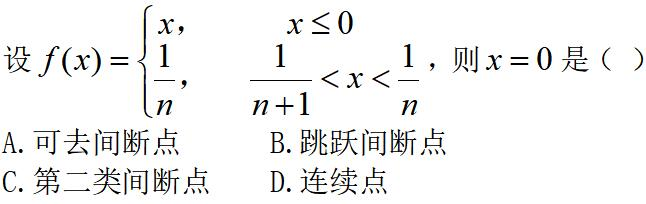 设 f(x) = { x, x ≤ 0
1/n, 1/(n+1) < x < 1/n , 则 x = 0 是( )
A.可去间断点 B.跳跃间断点
C.第二类间断点 D.连续点